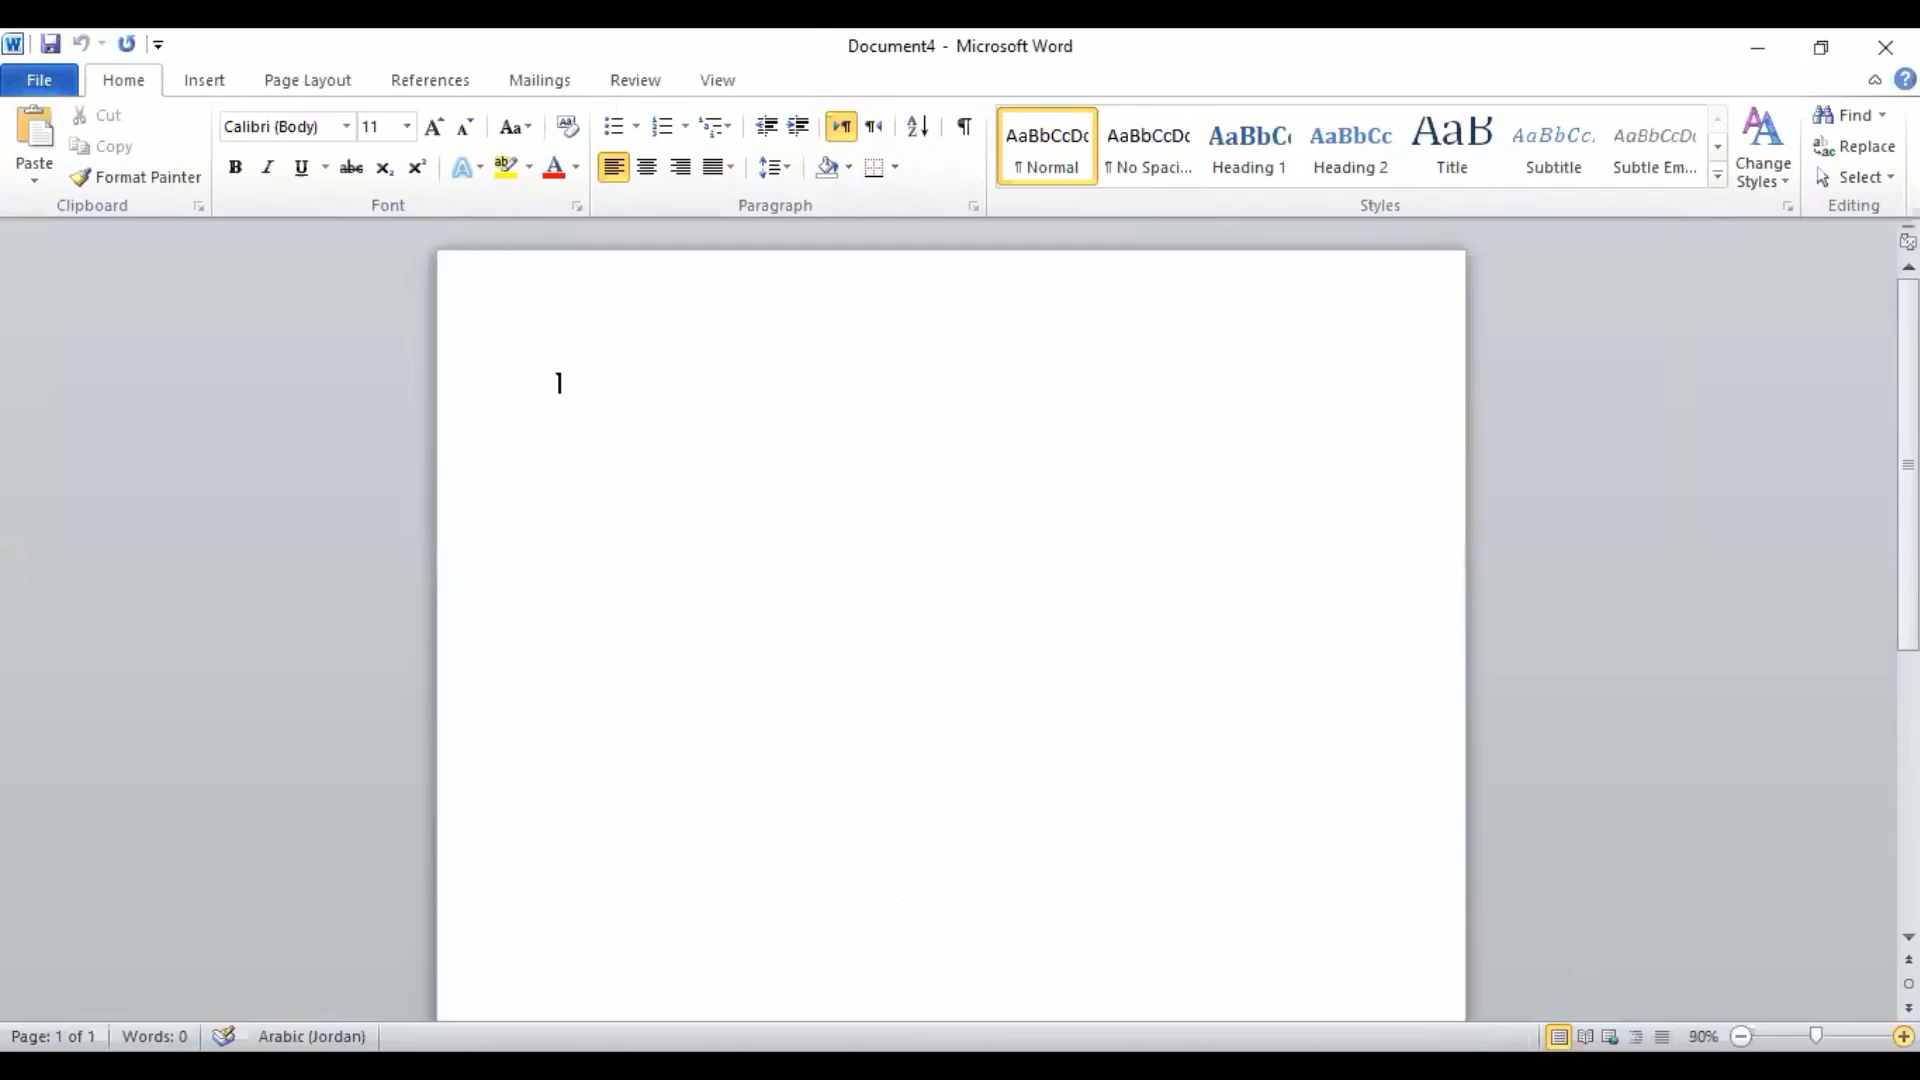 Document4 - Microsoft Word
File Home Insert Page Layout References Mailings Review View
Paste
Cut
Copy
Format Painter
Clipboard
Calibri (Body) 11
Font
Paragraph
AaBbCcDc AaBbCcDc AaBbC AaBbCc AaB AaBbCc. AaBbCcDc
¶ Normal ¶ No Spaci... Heading 1 Heading 2 Title Subtitle Subtle Em...
Change
Styles
Styles
Find
Replace
Select
Editing
Page: 1 of 1 Words: 0 Arabic (Jordan) 90%